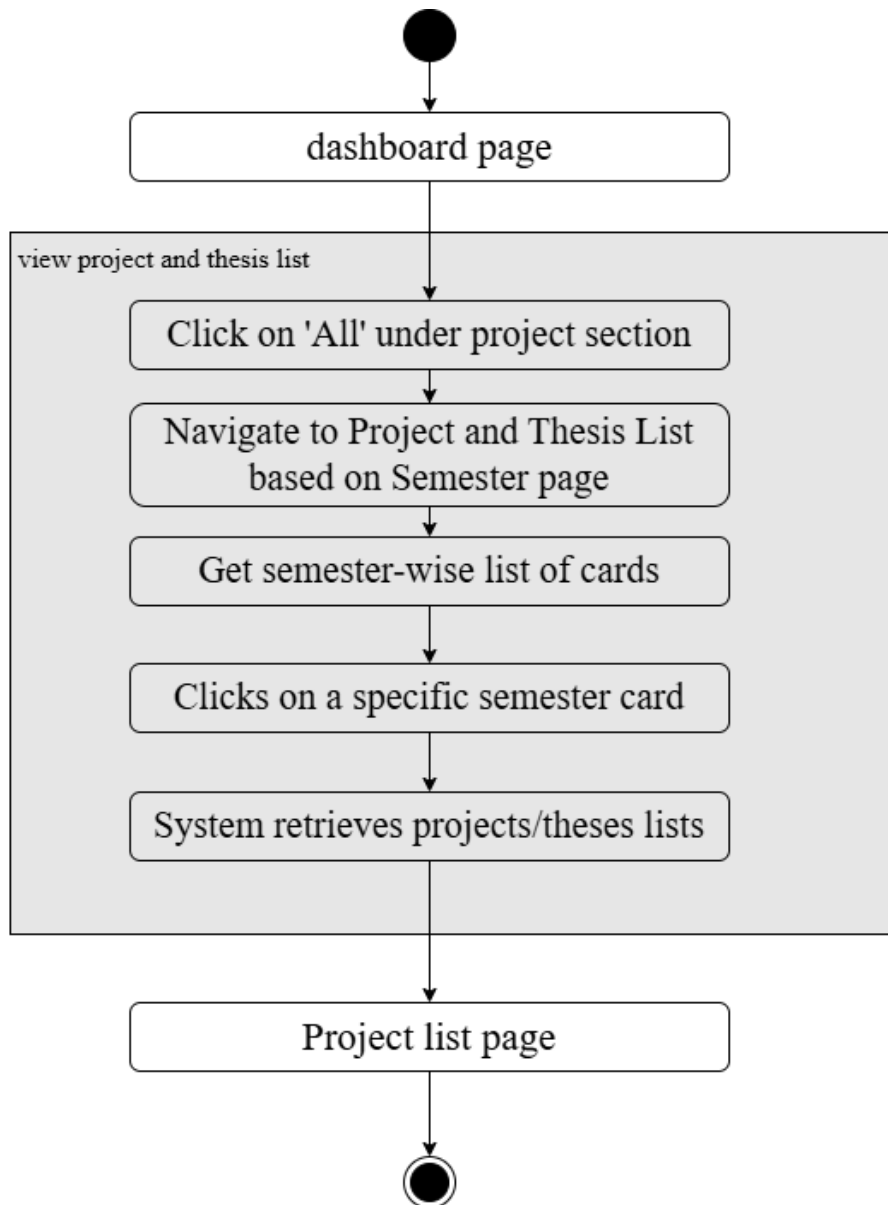 dashboard page
view project and thesis list
Click on 'All' under project section
Navigate to Project and Thesis List
based on Semester page
Get semester-wise list of cards
Clicks on a specific semester card
System retrieves projects/theses lists
Project list page